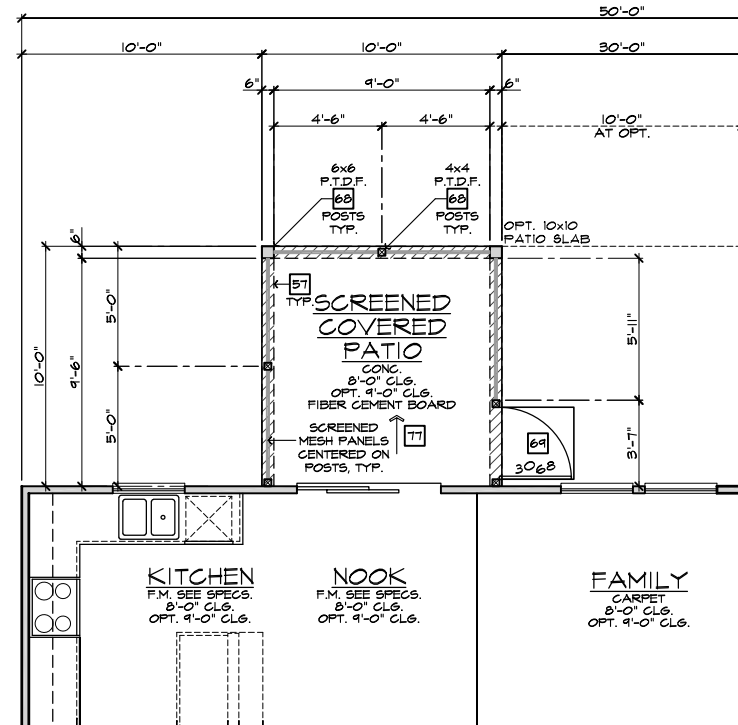 50'-0"
10'-0"
10'-0"
30'-0"
6"
9'-0"
6"
4'-6"
4'-6"
10'-0"
AT OPT.
6x6
P.T.D.F.
68
POSTS
TYP.
4x4
P.T.D.F.
68
POSTS
TYP.
OPT. 10x10
PATIO SLAB
6"
10'-0"
9'-6"
5'-0"
5'-0"
57
TYP.
SCREENED
COVERED
PATIO
CONC.
8'-0" CLG.
OPT. 9'-0" CLG.
FIBER CEMENT BOARD
SCREENED
MESH PANELS
CENTERED ON
POSTS, TYP.
77
5'-11"
3'-7"
69
3068
KITCHEN
F.M. SEE SPECS.
8'-0" CLG.
OPT. 9'-0" CLG.
NOOK
F.M. SEE SPECS.
8'-0" CLG.
OPT. 9'-0" CLG.
FAMILY
CARPET
8'-0" CLG.
OPT. 9'-0" CLG.